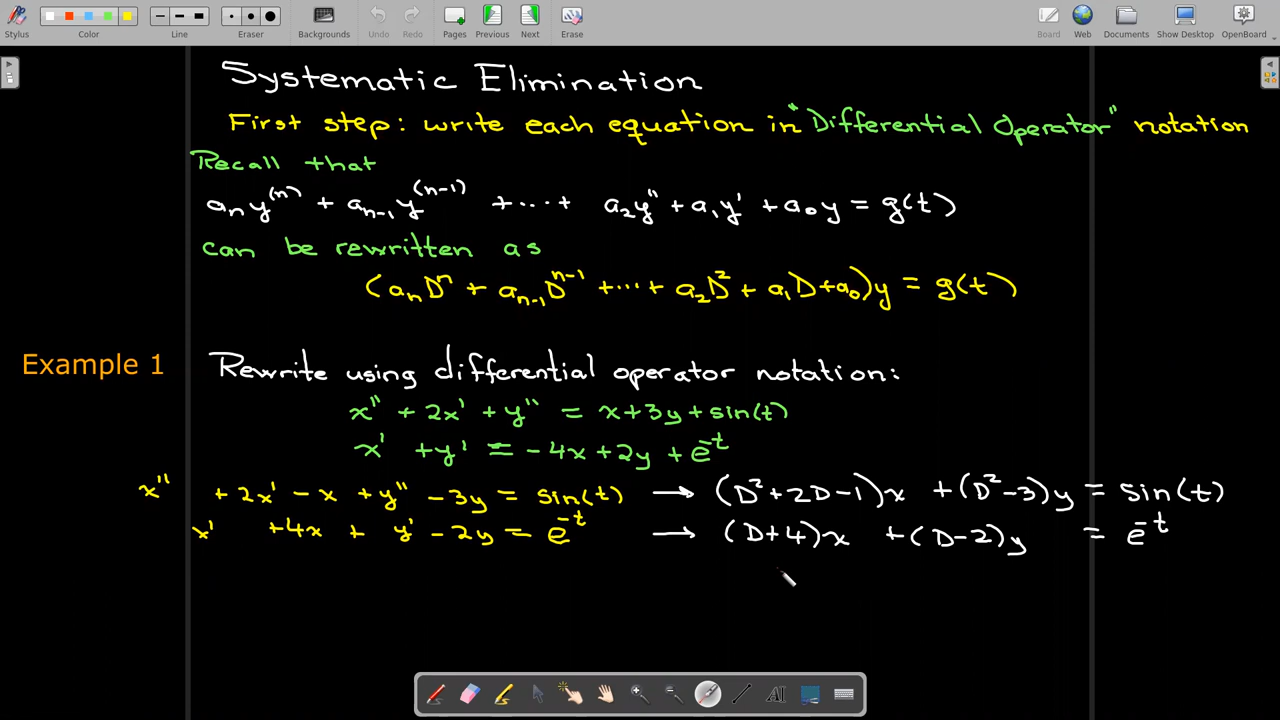 Stylus Color Line Eraser Backgrounds Undo Redo Pages Previous Next Erase Board Web Documents Show Desktop OpenBoard
Systematic Elimination
First step: write each equation in "Differential Operator" notation
Recall that
aₙy⁽ⁿ⁾ + aₙ₋₁y⁽ⁿ⁻¹⁾ + ... + a₂y'' + a₁y' + a₀y = g(t)
can be rewritten as
(aₙDⁿ + aₙ₋₁Dⁿ⁻¹ + ... + a₂D² + a₁D + a₀)y = g(t)
Example 1 Rewrite using differential operator notation:
x'' + 2x' + y'' = x + 3y + sin(t)
x' + y' = -4x + 2y + e⁻ᵗ
x'' + 2x' - x + y'' - 3y = sin(t) → (D² + 2D - 1)x + (D² - 3)y = sin(t)
x' + 4x + y' - 2y = e⁻ᵗ → (D + 4)x + (D - 2)y = e⁻ᵗ
AI